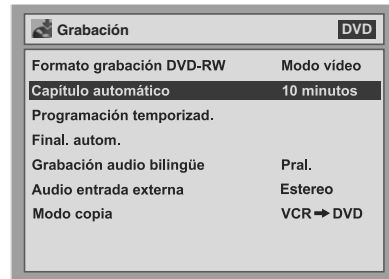 Grabación DVD
Formato grabación DVD-RW Modo vídeo
Capítulo automático 10 minutos
Programación temporizad.
Final. autom.
Grabación audio bilingüe Pral.
Audio entrada externa Estereo
Modo copia VCR ➡ DVD